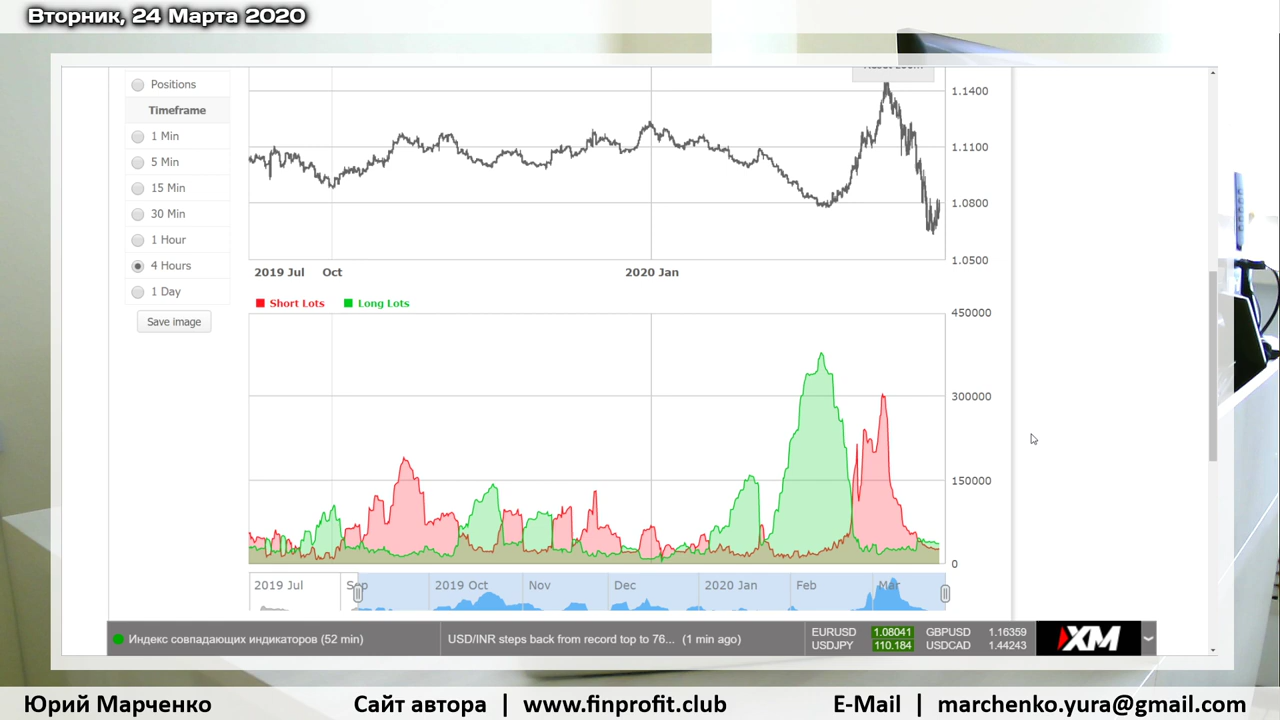 Вторник, 24 Марта 2020
Positions
Timeframe
1 Min
5 Min
15 Min
30 Min
1 Hour
4 Hours
1 Day
Save image
1.1400
1.1100
1.0800
1.0500
2019 Jul Oct 2020 Jan
Short Lots Long Lots
450000
300000
150000
0
2019 Jul Sep 2019 Oct Nov Dec 2020 Jan Feb Mar
Индекс совпадающих индикаторов (52 min)
USD/INR steps back from record top to 76... (1 min ago)
EURUSD 1.08041 GBPUSD 1.16359
USDJPY 110.184 USDCAD 1.44243
XM
Юрий Марченко Сайт автора | www.finprofit.club E-Mail | marchenko.yura@gmail.com